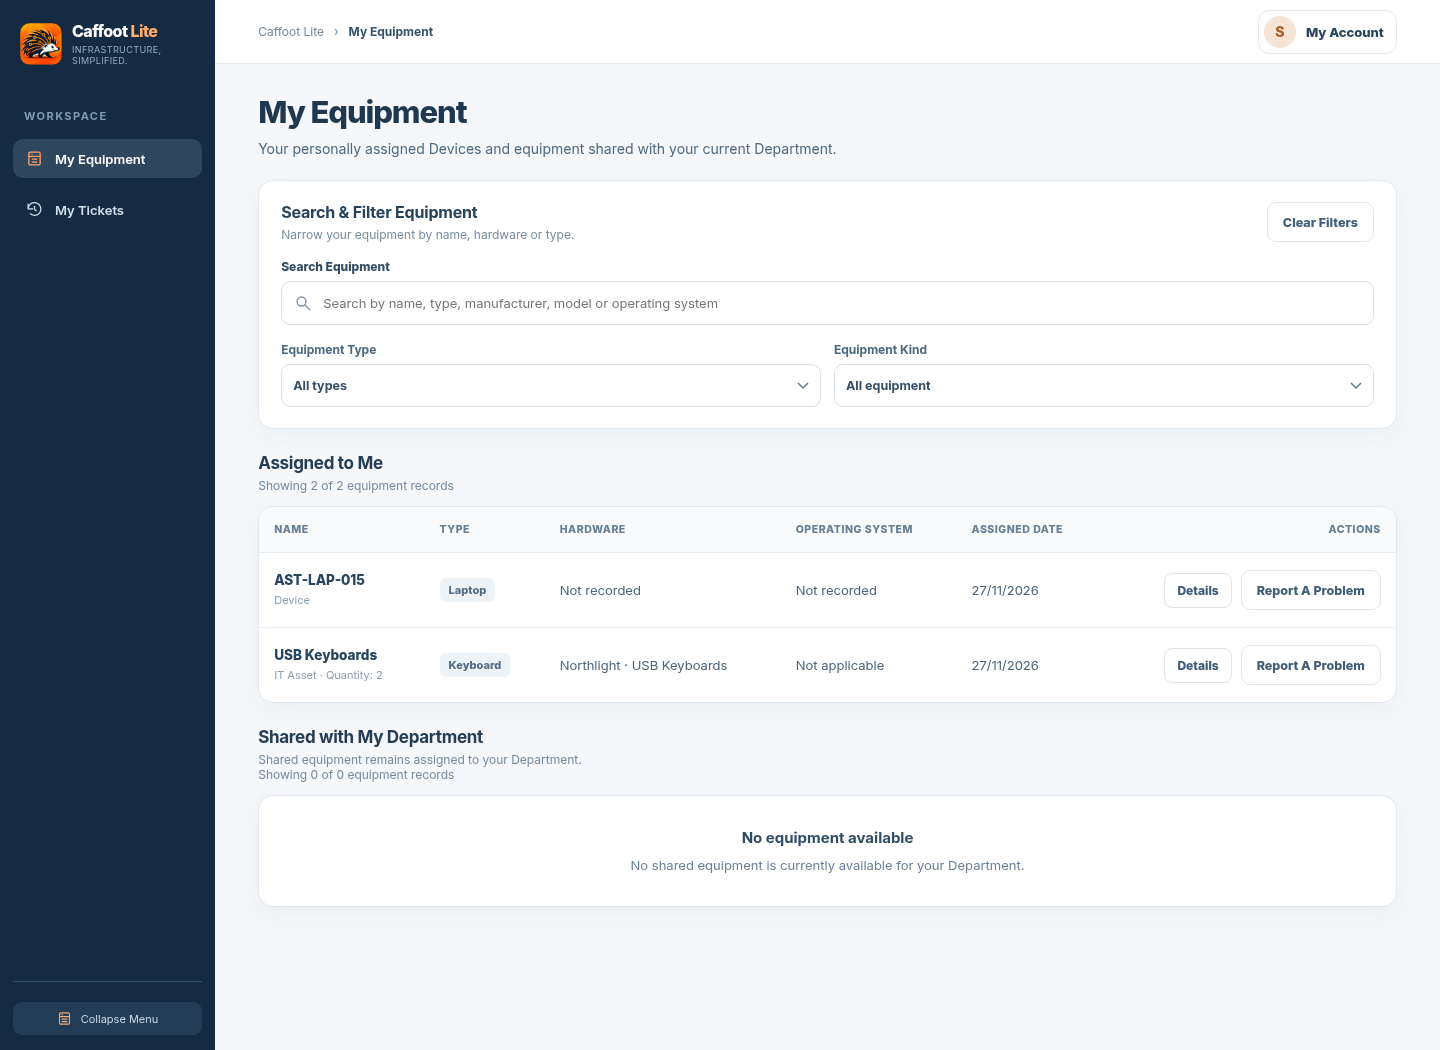 Caffoot Lite
INFRASTRUCTURE,
SIMPLIFIED.
WORKSPACE
My Equipment
My Tickets
Collapse Menu
Caffoot Lite › My Equipment
S My Account
My Equipment
Your personally assigned Devices and equipment shared with your current Department.
Search & Filter Equipment
Narrow your equipment by name, hardware or type.
Clear Filters
Search Equipment
Search by name, type, manufacturer, model or operating system
Equipment Type
All types
Equipment Kind
All equipment
Assigned to Me
Showing 2 of 2 equipment records
NAME TYPE HARDWARE OPERATING SYSTEM ASSIGNED DATE ACTIONS
AST-LAP-015
Device
Laptop Not recorded Not recorded 27/11/2026 Details Report A Problem
USB Keyboards
IT Asset · Quantity: 2
Keyboard Northlight · USB Keyboards Not applicable 27/11/2026 Details Report A Problem
Shared with My Department
Shared equipment remains assigned to your Department.
Showing 0 of 0 equipment records
No equipment available
No shared equipment is currently available for your Department.